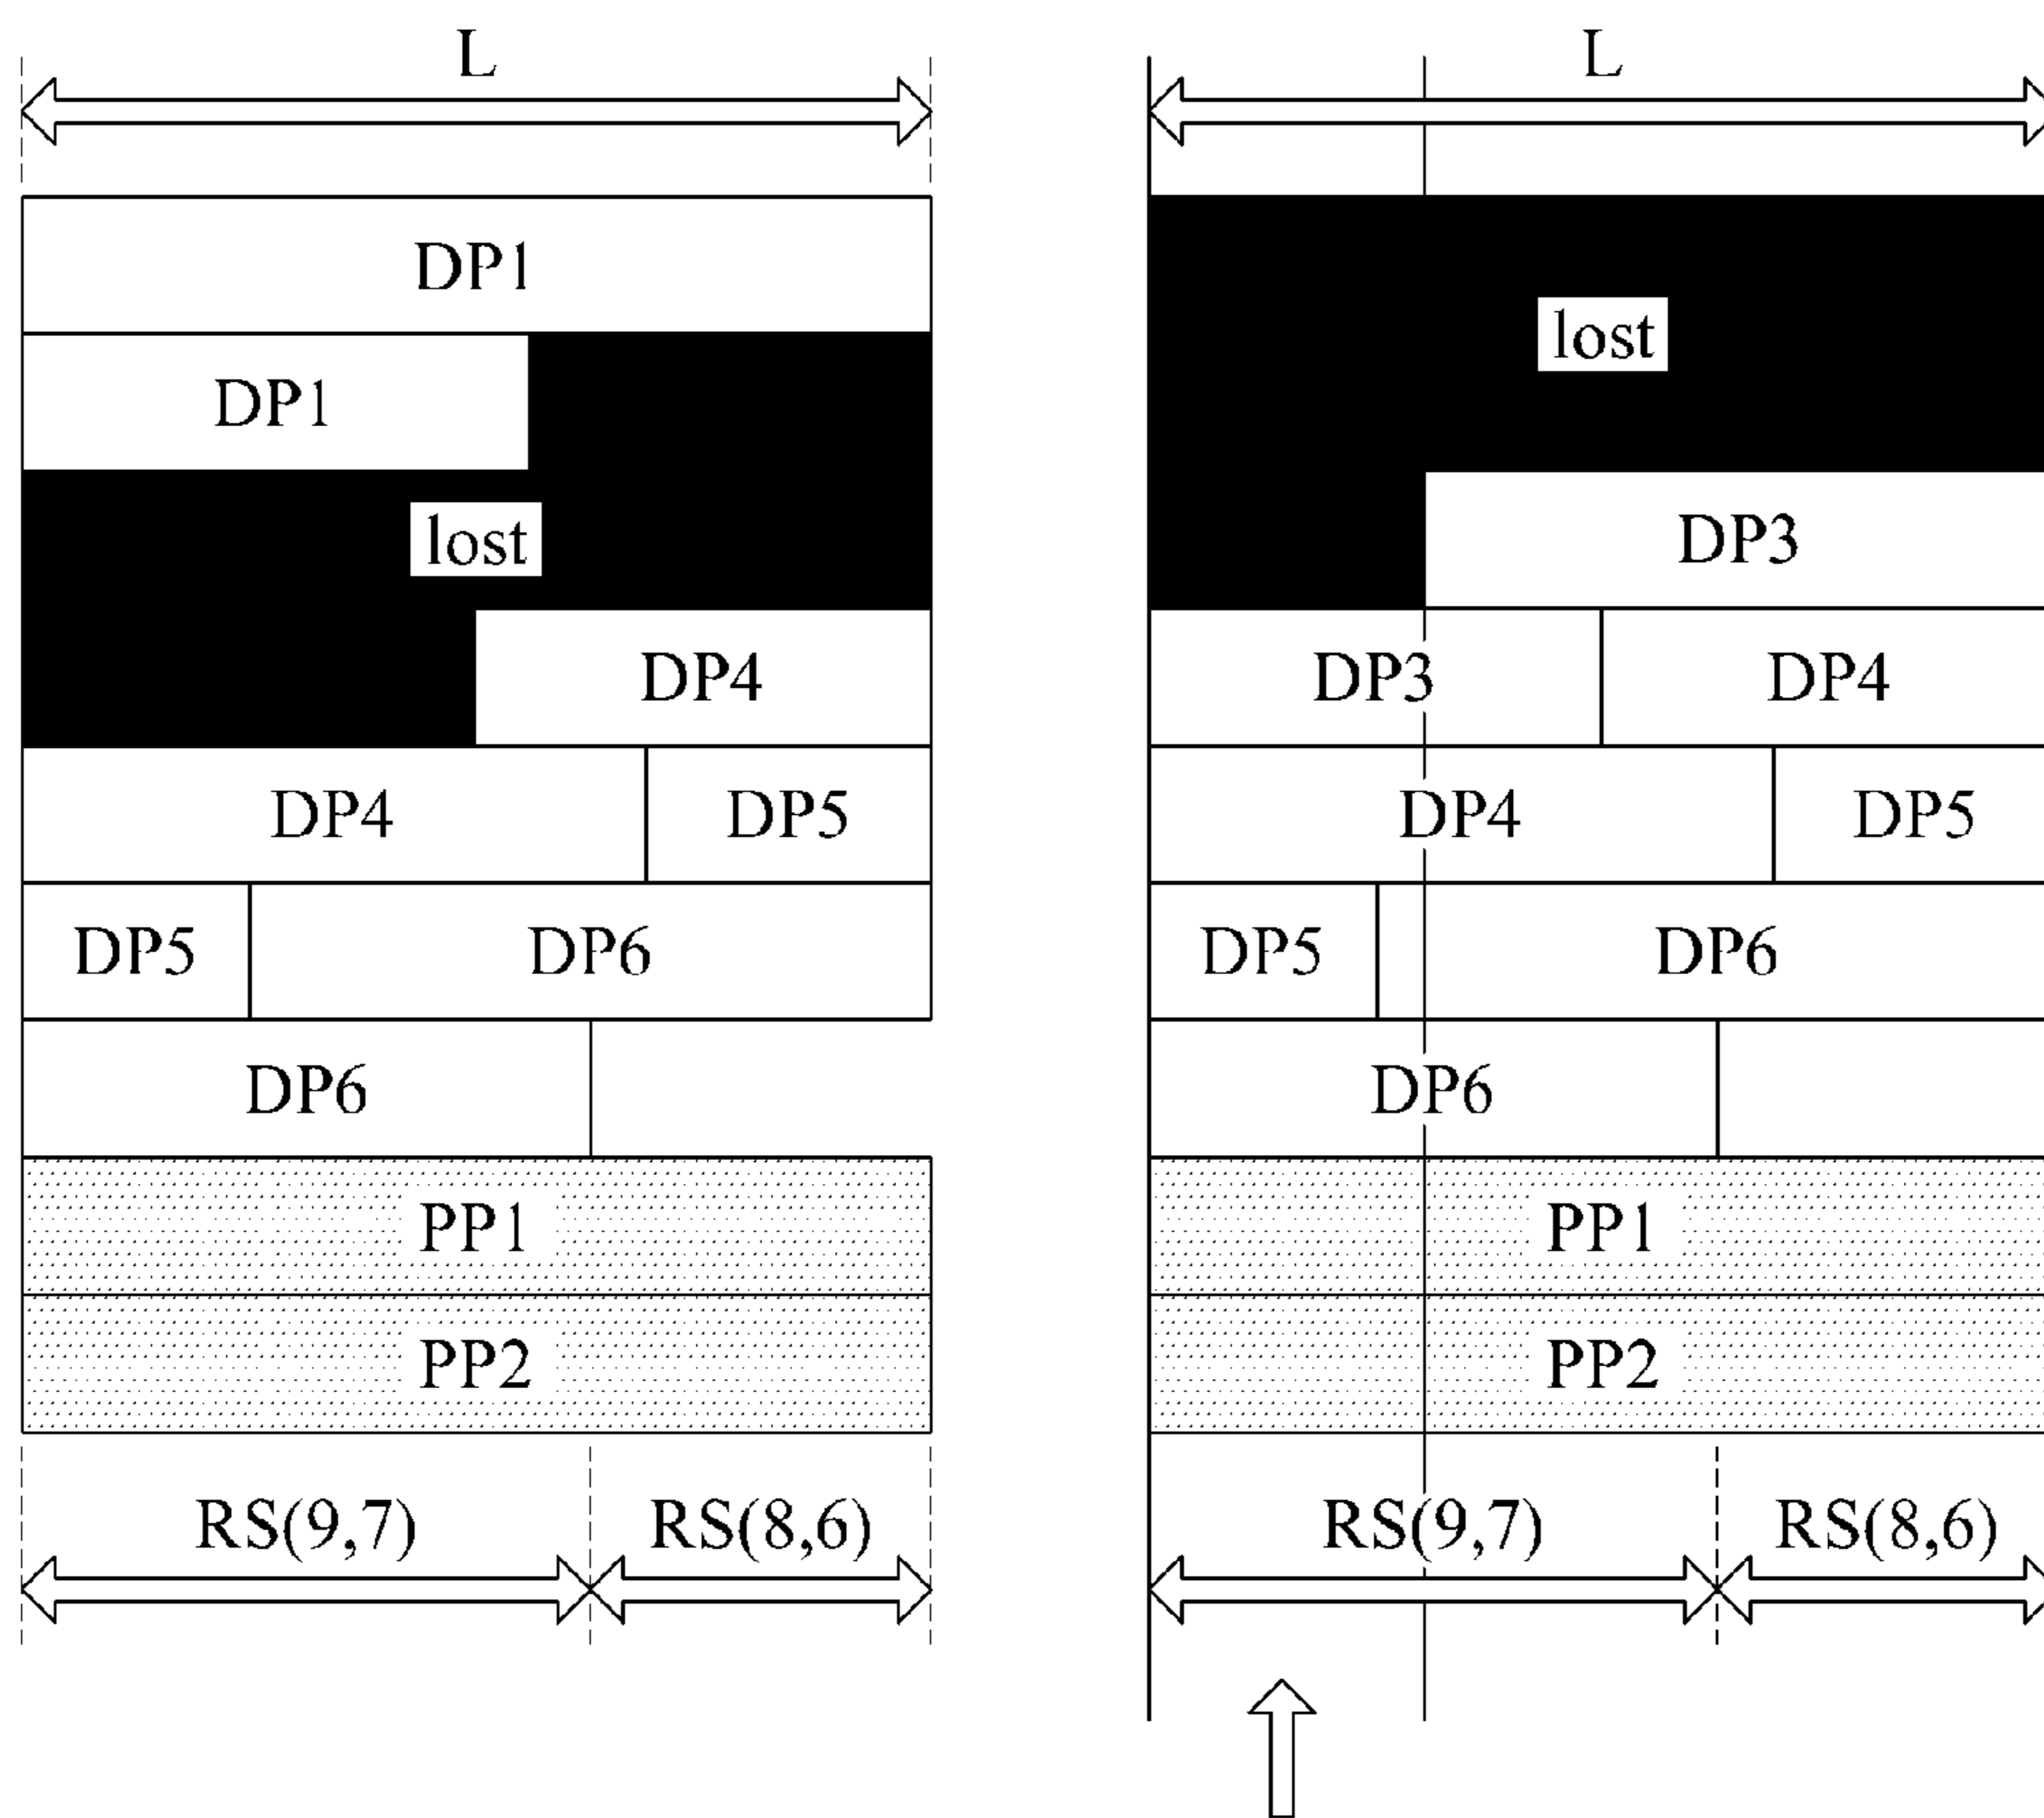 L
DP1
DP1
lost
DP4
DP4 DP5
DP5 DP6
DP6
PP1
PP2
RS(9,7) RS(8,6)
L
lost
DP3
DP3 DP4
DP4 DP5
DP5 DP6
DP6
PP1
PP2
RS(9,7) RS(8,6)